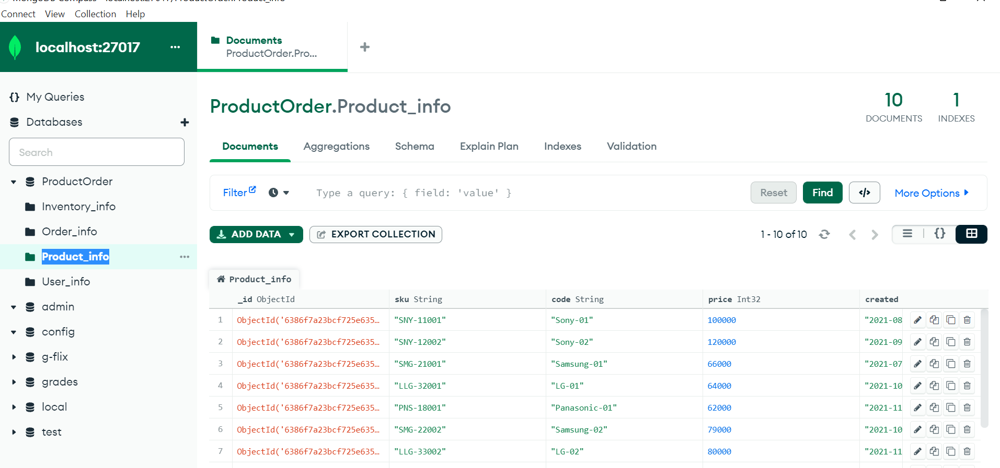 Connect View Collection Help
localhost:27017 ...
Documents
ProductOrder.Pro...
+
My Queries
Databases +
Search
ProductOrder
Inventory_info
Order_info
Product_info ...
User_info
admin
config
g-flix
grades
local
test
ProductOrder.Product_info
10
DOCUMENTS
1
INDEXES
Documents Aggregations Schema Explain Plan Indexes Validation
Filter Type a query: { field: 'value' } Reset Find </> More Options
ADD DATA EXPORT COLLECTION 1 - 10 of 10 {}
Product_info
_id ObjectId sku String code String price Int32 created
1 ObjectId('6386f7a23bcf725e635… "SNY-11001" "Sony-01" 100000 "2021-08
2 ObjectId('6386f7a23bcf725e635… "SNY-12002" "Sony-02" 120000 "2021-09
3 ObjectId('6386f7a23bcf725e635… "SMG-21001" "Samsung-01" 66000 "2021-07
4 ObjectId('6386f7a23bcf725e635… "LLG-32001" "LG-01" 64000 "2021-10
5 ObjectId('6386f7a23bcf725e635… "PNS-18001" "Panasonic-01" 62000 "2021-11
6 ObjectId('6386f7a23bcf725e635… "SMG-22002" "Samsung-02" 79000 "2021-10
7 ObjectId('6386f7a23bcf725e635… "LLG-33002" "LG-02" 80000 "2021-11